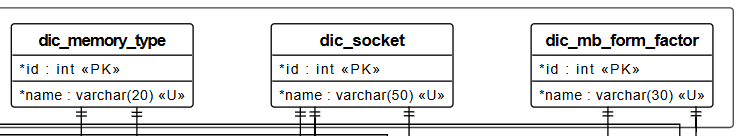 dic_memory_type
*id : int «PK»
*name : varchar(20) «U»
dic_socket
*id : int «PK»
*name : varchar(50) «U»
dic_mb_form_factor
*id : int «PK»
*name : varchar(30) «U»